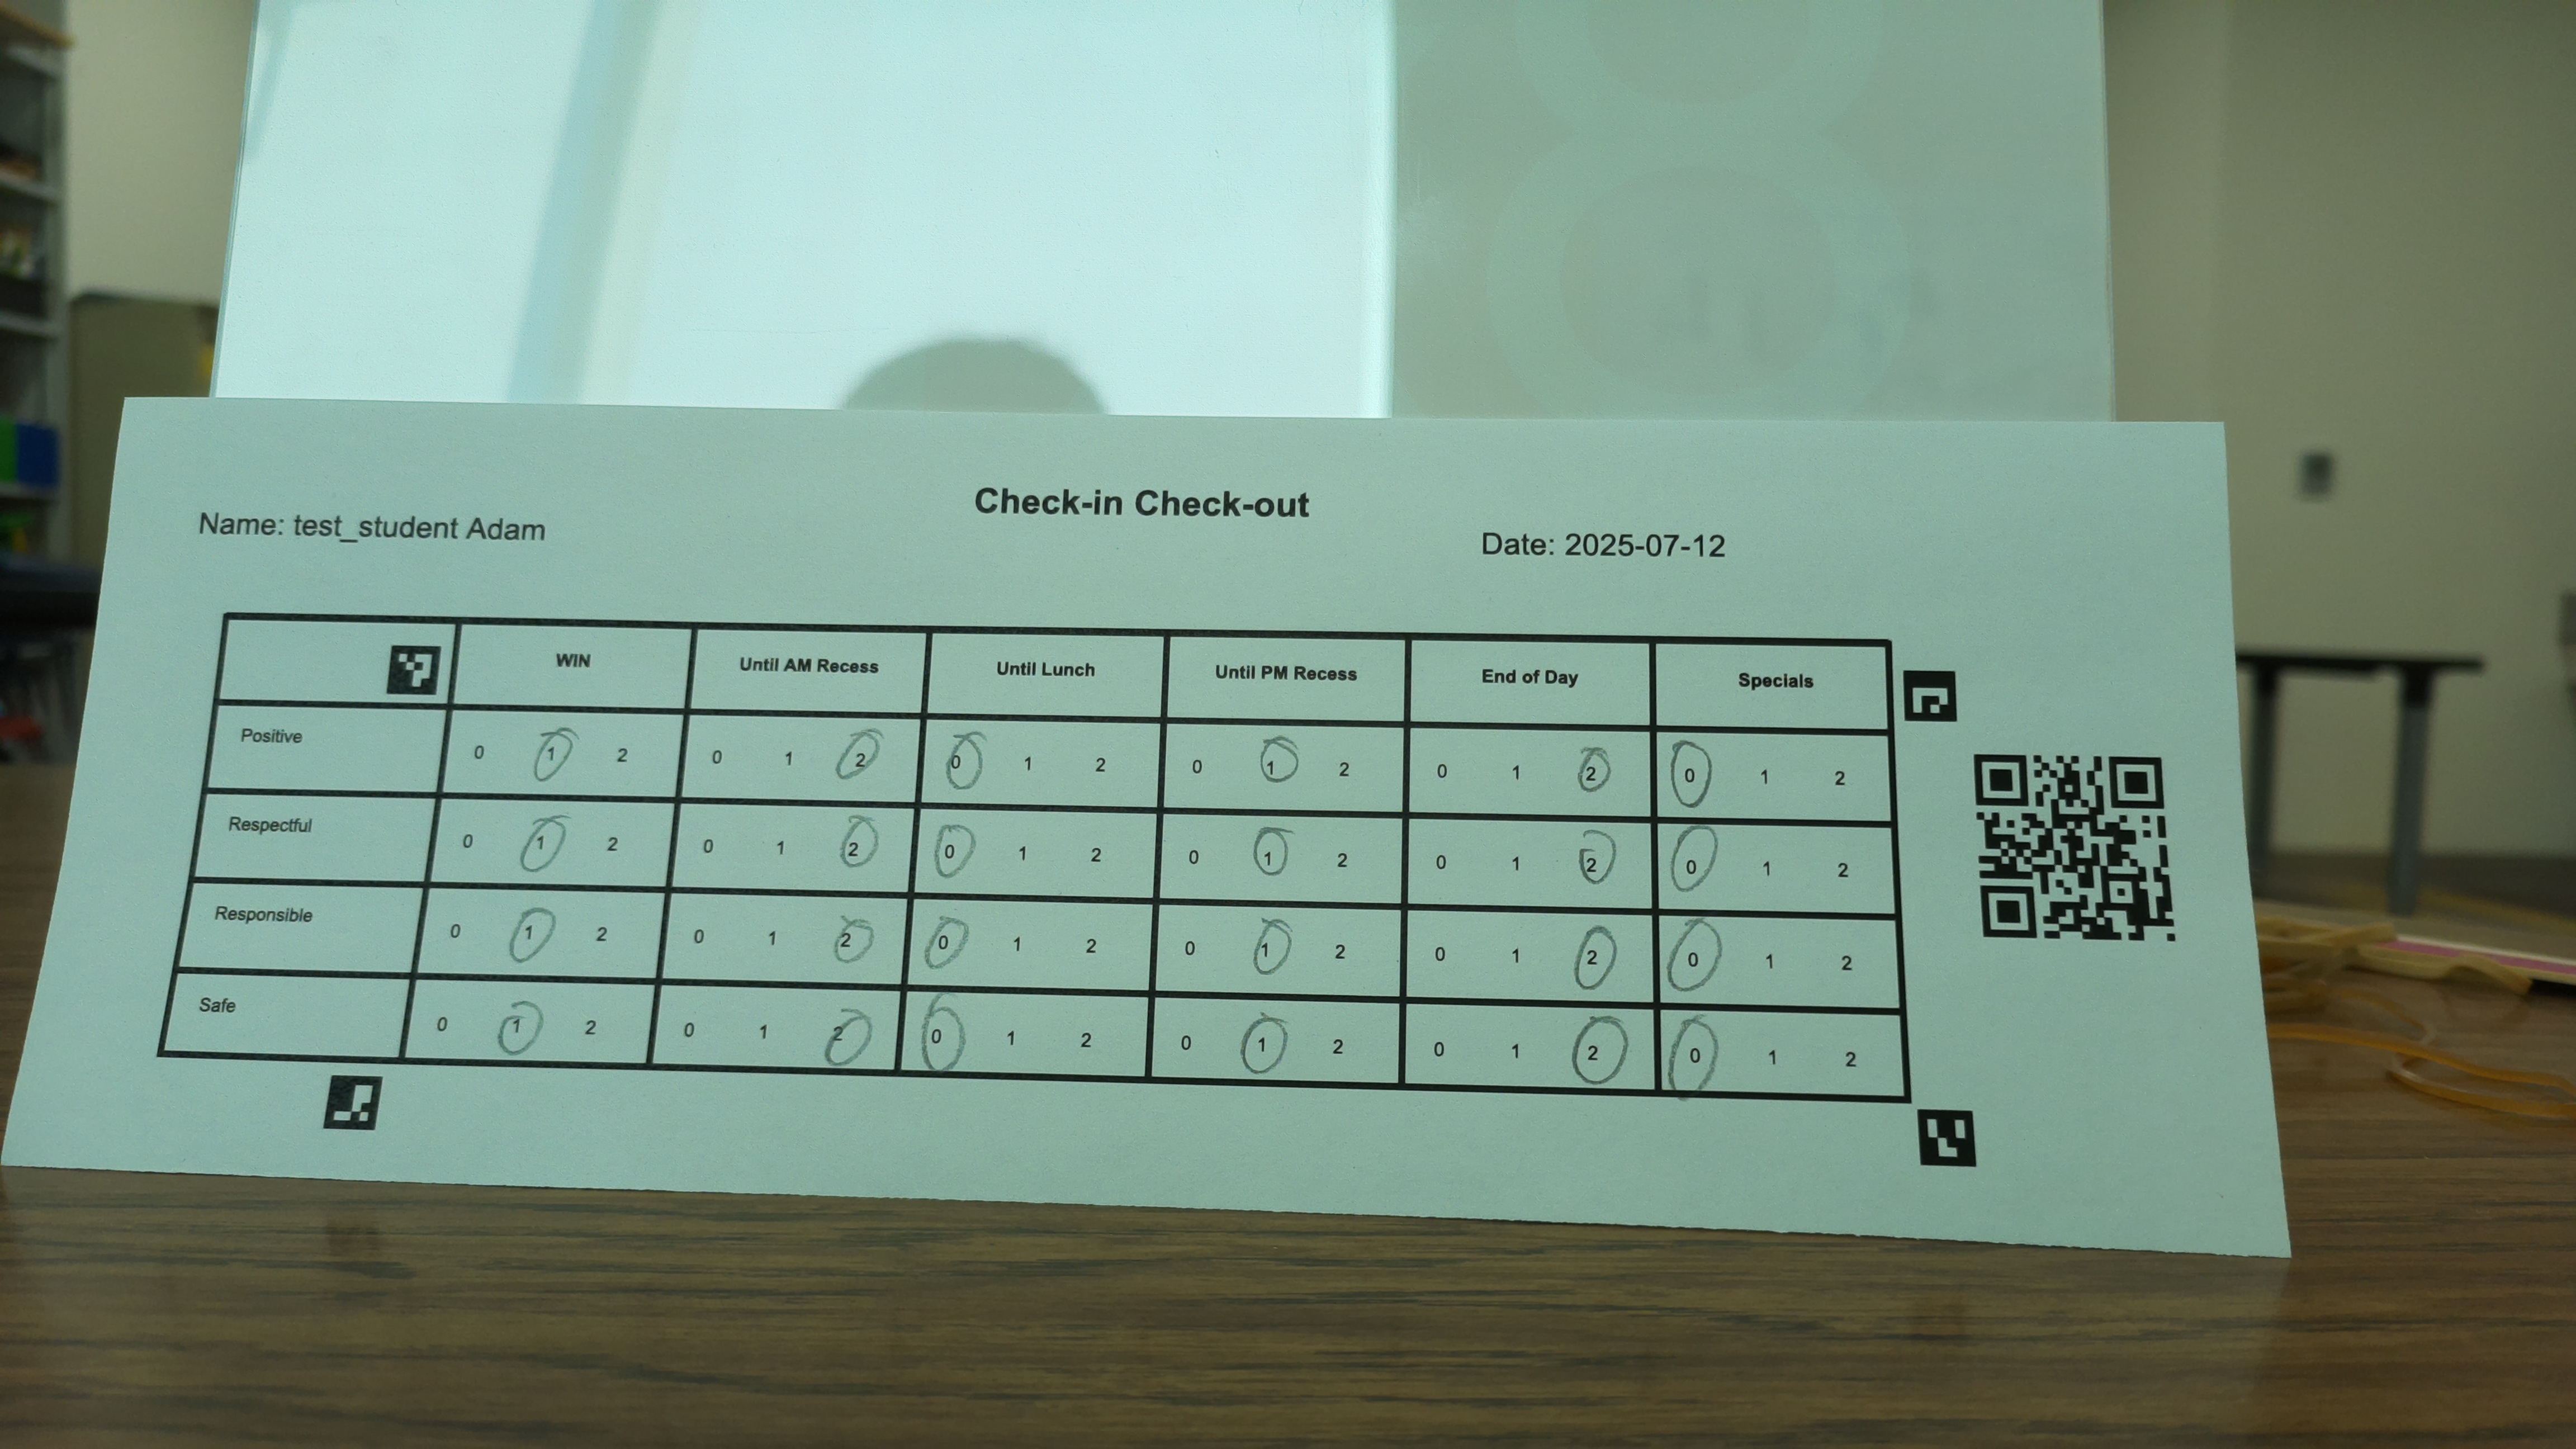 Check-in Check-out
Name: test_student Adam
Date: 2025-07-12
WIN Until AM Recess Until Lunch Until PM Recess End of Day Specials
Positive 0 1 2 0 1 2 0 1 2 0 1 2 0 1 2 0 1 2
Respectful 0 1 2 0 1 2 0 1 2 0 1 2 0 1 2 0 1 2
Responsible 0 1 2 0 1 2 0 1 2 0 1 2 0 1 2 0 1 2
Safe 0 1 2 0 1 2 0 1 2 0 1 2 0 1 2 0 1 2